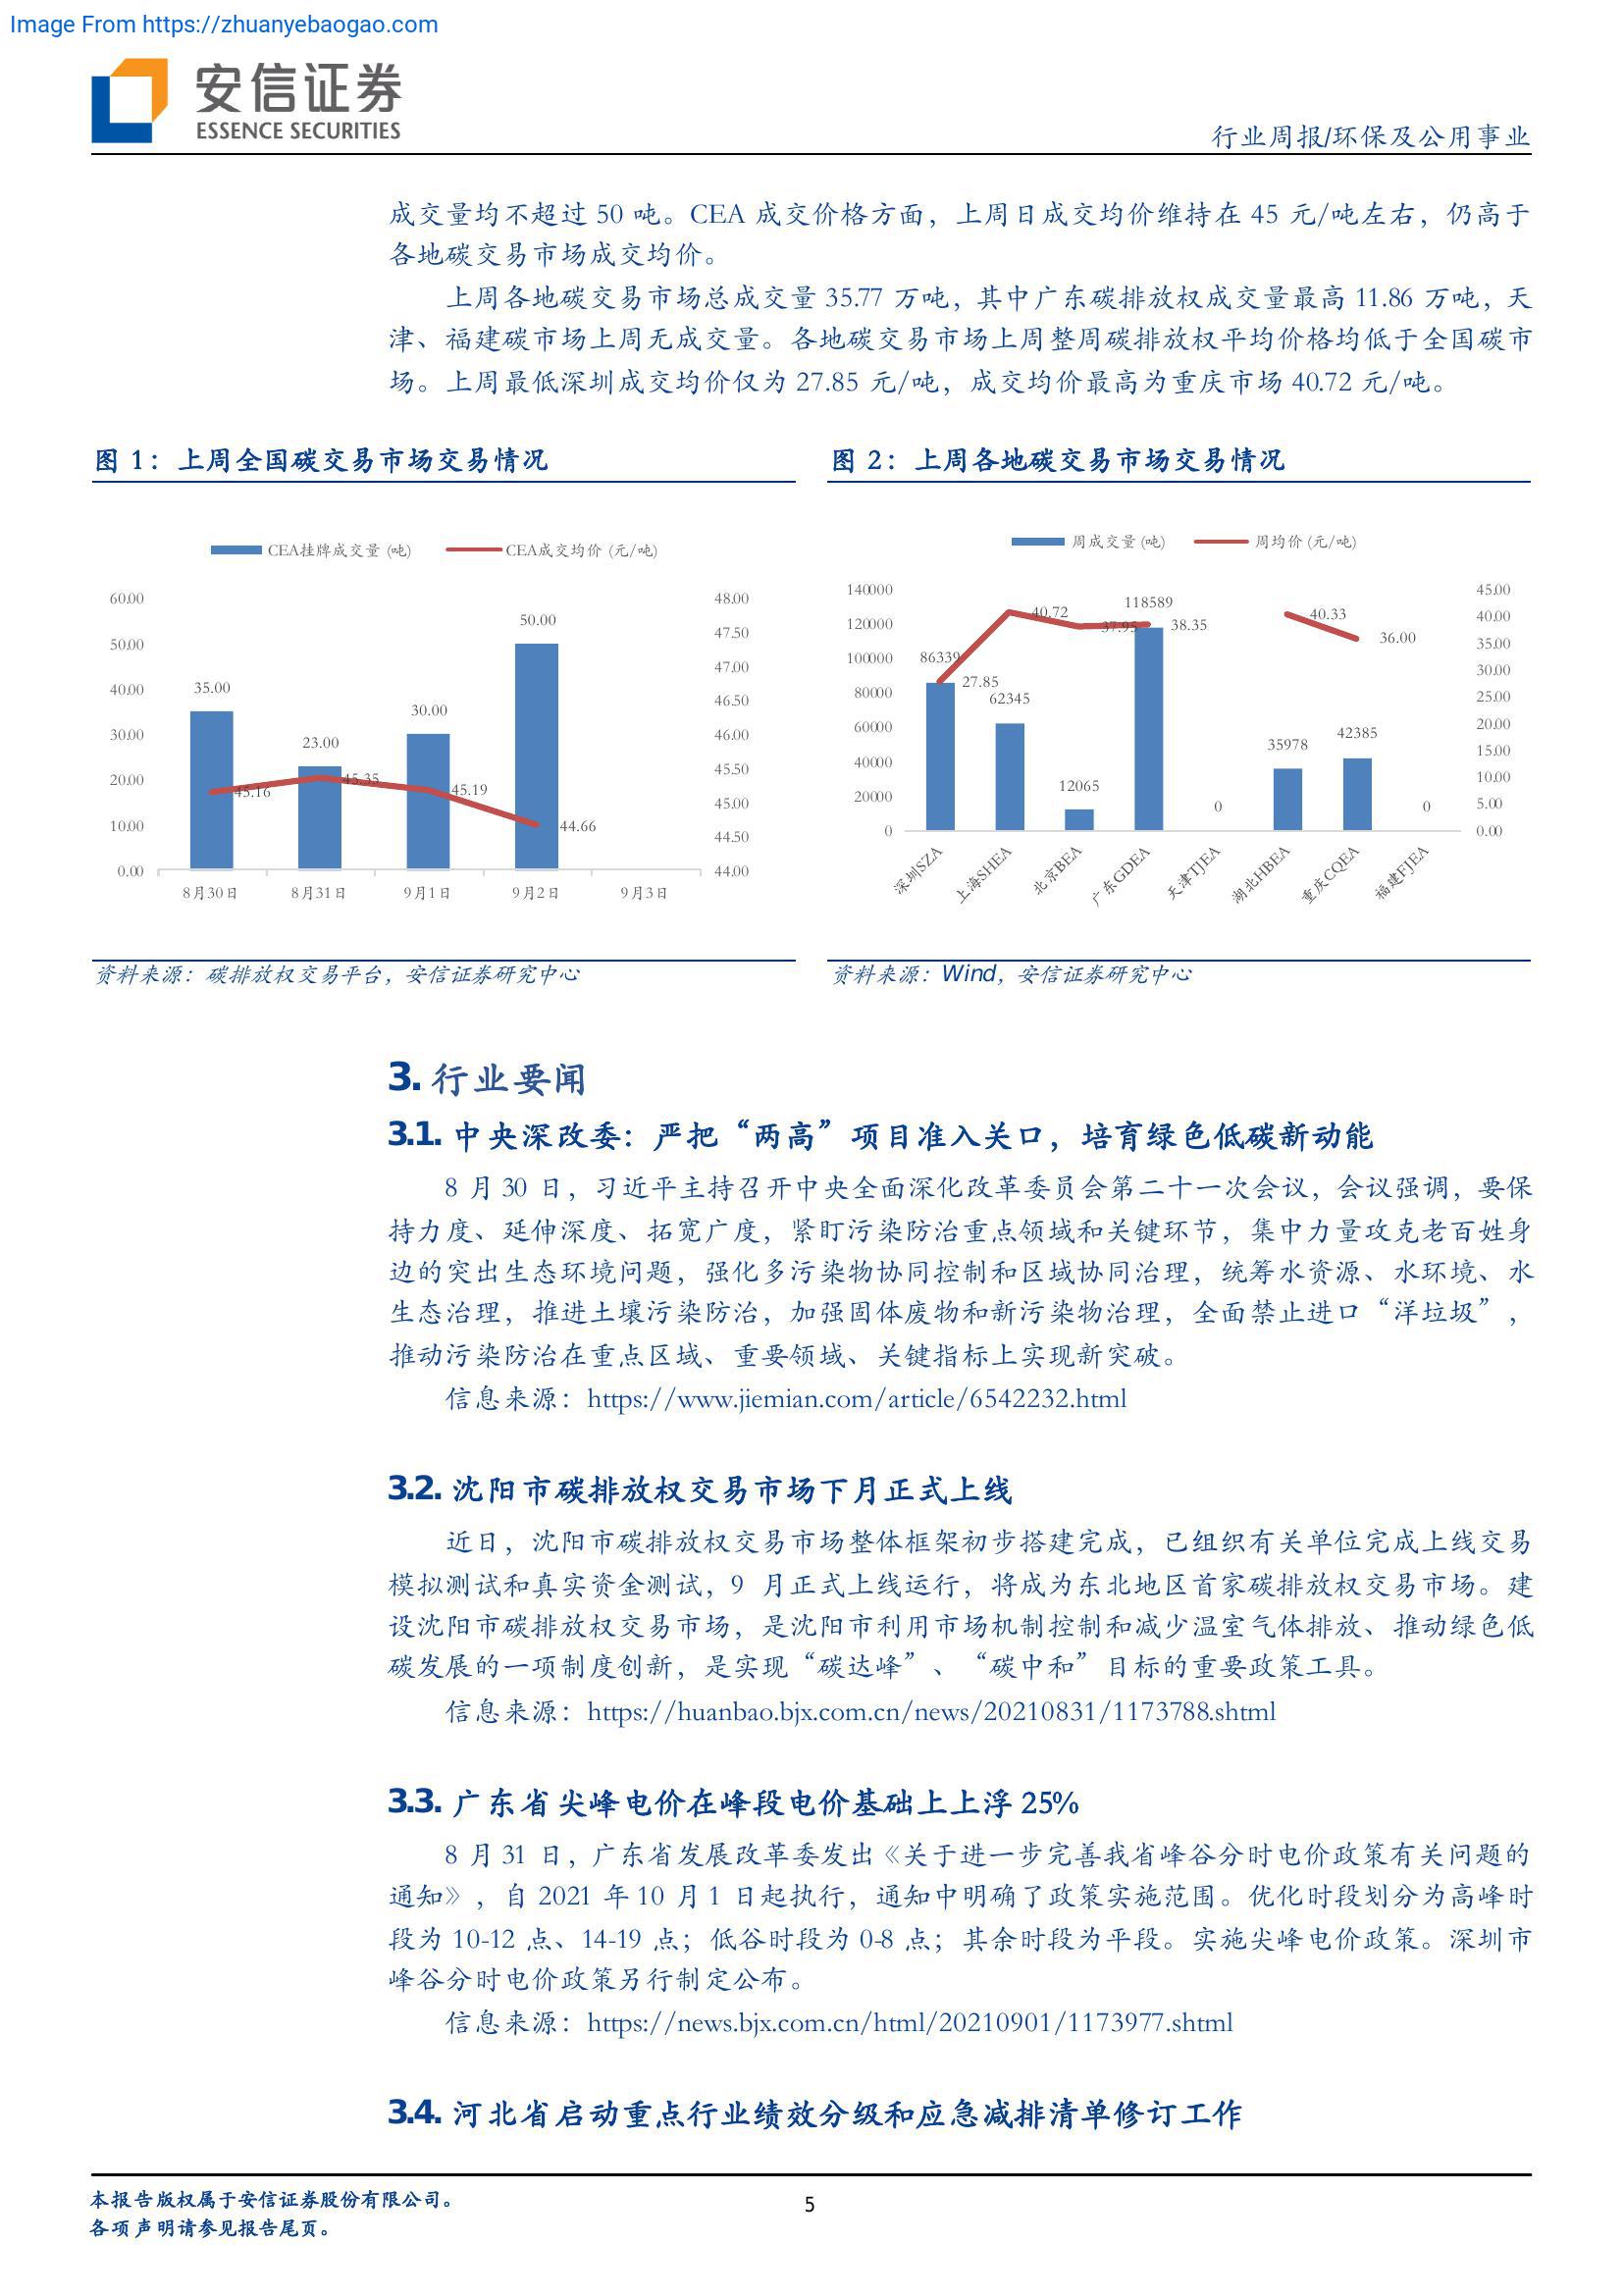 Image From https://zhuanyebaogao.com
安信证券
ESSENCE SECURITIES
行业周报/环保及公用事业
成交量均不超过 50 吨。CEA 成交价格方面，上周日成交均价维持在 45 元/吨左右，仍高于
各地碳交易市场成交均价。
上周各地碳交易市场总成交量 35.77 万吨，其中广东碳排放权成交量最高 11.86 万吨，天
津、福建碳市场上周无成交量。各地碳交易市场上周整周碳排放权平均价格均低于全国碳市
场。上周最低深圳成交均价仅为 27.85 元/吨，成交均价最高为重庆市场 40.72 元/吨。
图 1：上周全国碳交易市场交易情况
CEA挂牌成交量 (吨) CEA成交均价 (元/吨)
60.00
50.00
40.00
30.00
20.00
10.00
0.00
35.00
23.00
30.00
50.00
45.16
45.35
45.19
44.66
48.00
47.50
47.00
46.50
46.00
45.50
45.00
44.50
44.00
8月30日 8月31日 9月1日 9月2日 9月3日
资料来源：碳排放权交易平台，安信证券研究中心
图 2：上周各地碳交易市场交易情况
周成交量 (吨) 周均价 (元/吨)
140000
120000
100000
80000
60000
40000
20000
0
86339
62345
12065
118589
0
35978
42385
0
27.85
40.72
37.95
38.35
40.33
36.00
45.00
40.00
35.00
30.00
25.00
20.00
15.00
10.00
5.00
0.00
深圳SZA 上海SHEA 北京BEA 广东GDEA 天津TJEA 湖北HBEA 重庆CQEA 福建FJEA
资料来源：Wind，安信证券研究中心
3. 行业要闻
3.1. 中央深改委：严把“两高”项目准入关口，培育绿色低碳新动能
8 月 30 日，习近平主持召开中央全面深化改革委员会第二十一次会议，会议强调，要保
持力度、延伸深度、拓宽广度，紧盯污染防治重点领域和关键环节，集中力量攻克老百姓身
边的突出生态环境问题，强化多污染物协同控制和区域协同治理，统筹水资源、水环境、水
生态治理，推进土壤污染防治，加强固体废物和新污染物治理，全面禁止进口“洋垃圾”，
推动污染防治在重点区域、重要领域、关键指标上实现新突破。
信息来源：https://www.jiemian.com/article/6542232.html
3.2. 沈阳市碳排放权交易市场下月正式上线
近日，沈阳市碳排放权交易市场整体框架初步搭建完成，已组织有关单位完成上线交易
模拟测试和真实资金测试，9 月正式上线运行，将成为东北地区首家碳排放权交易市场。建
设沈阳市碳排放权交易市场，是沈阳市利用市场机制控制和减少温室气体排放、推动绿色低
碳发展的一项制度创新，是实现“碳达峰”、“碳中和”目标的重要政策工具。
信息来源：https://huanbao.bjx.com.cn/news/20210831/1173788.shtml
3.3. 广东省尖峰电价在峰段电价基础上上浮 25%
8 月 31 日，广东省发展改革委发出《关于进一步完善我省峰谷分时电价政策有关问题的
通知》，自 2021 年 10 月 1 日起执行，通知中明确了政策实施范围。优化时段划分为高峰时
段为 10-12 点、14-19 点；低谷时段为 0-8 点；其余时段为平段。实施尖峰电价政策。深圳市
峰谷分时电价政策另行制定公布。
信息来源：https://news.bjx.com.cn/html/20210901/1173977.shtml
3.4. 河北省启动重点行业绩效分级和应急减排清单修订工作
本报告版权属于安信证券股份有限公司。
各项声明请参见报告尾页。
5